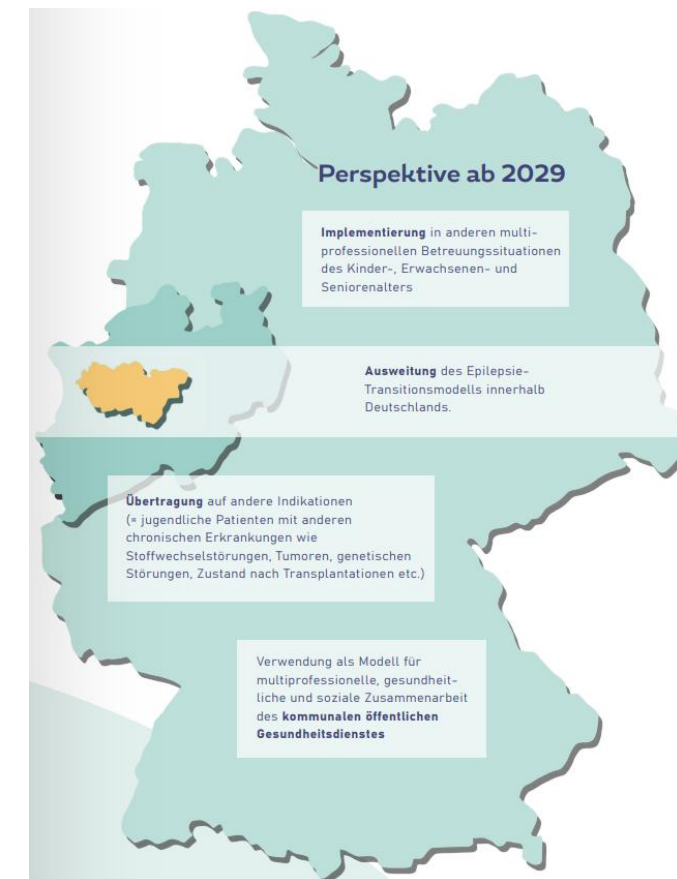 Perspektive ab 2029
Implementierung in anderen multi-
professionellen Betreuungssituationen
des Kinder-, Erwachsenen- und
Seniorenalters
Ausweitung des Epilepsie-
Transitionsmodells innerhalb
Deutschlands.
Übertragung auf andere Indikationen
(= jugendliche Patienten mit anderen
chronischen Erkrankungen wie
Stoffwechselstörungen, Tumoren, genetischen
Störungen, Zustand nach Transplantationen etc.)
Verwendung als Modell für
multiprofessionelle, gesundheit-
liche und soziale Zusammenarbeit
des kommunalen öffentlichen
Gesundheitsdienstes